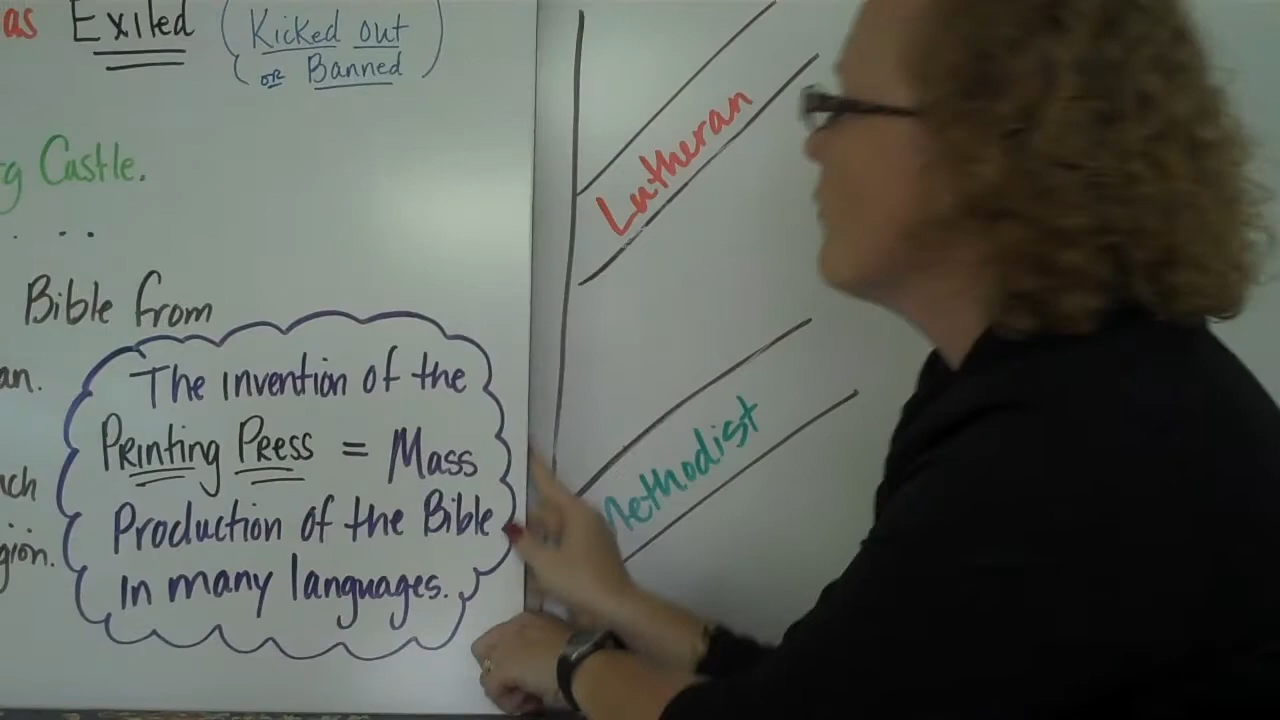 as Exiled (Kicked out
or Banned)
g Castle.
. . .
Bible from
an.
The invention of the
Printing Press = Mass
Production of the Bible
in many languages.
ch
gion.
Lutheran
Methodist